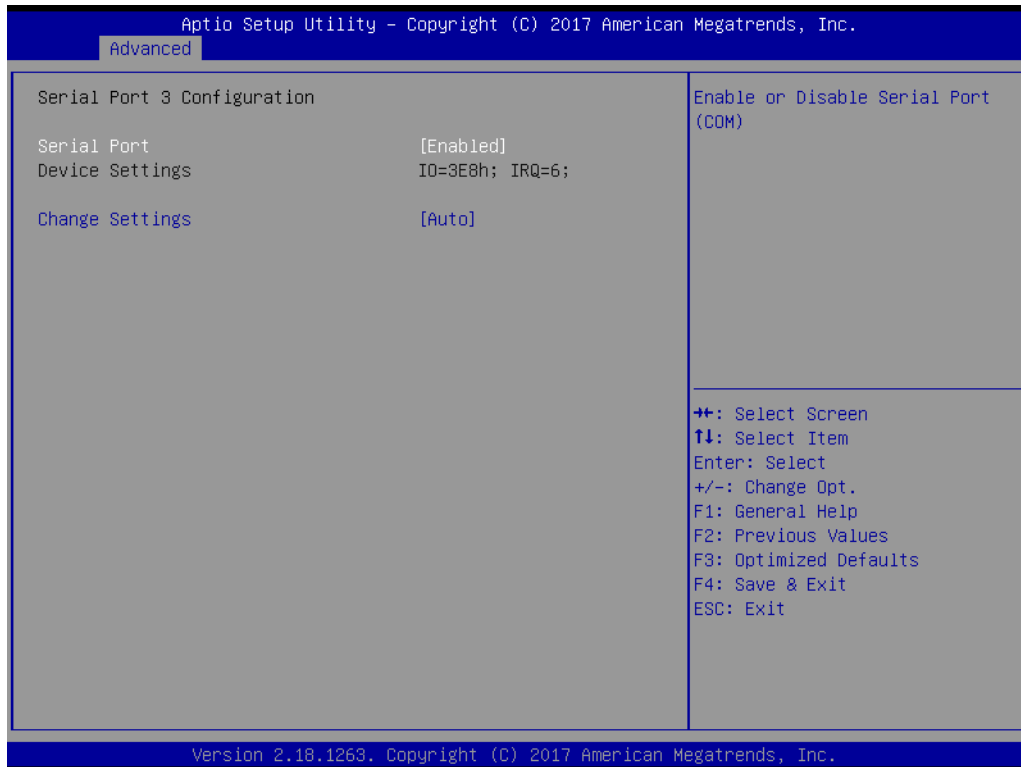 Aptio Setup Utility – Copyright (C) 2017 American Megatrends, Inc.
Advanced
Serial Port 3 Configuration
Serial Port [Enabled]
Device Settings IO=3E8h; IRQ=6;
Change Settings [Auto]
Enable or Disable Serial Port
(COM)
→←: Select Screen
↑↓: Select Item
Enter: Select
+/-: Change Opt.
F1: General Help
F2: Previous Values
F3: Optimized Defaults
F4: Save & Exit
ESC: Exit
Version 2.18.1263. Copyright (C) 2017 American Megatrends, Inc.